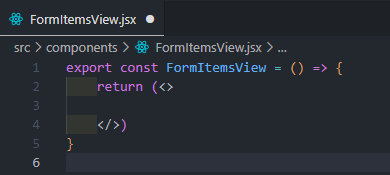 FormItemsView.jsx
src > components > FormItemsView.jsx > ...
1 export const FormItemsView = () => {
2     return (<>
3
4     </>)
5 }
6